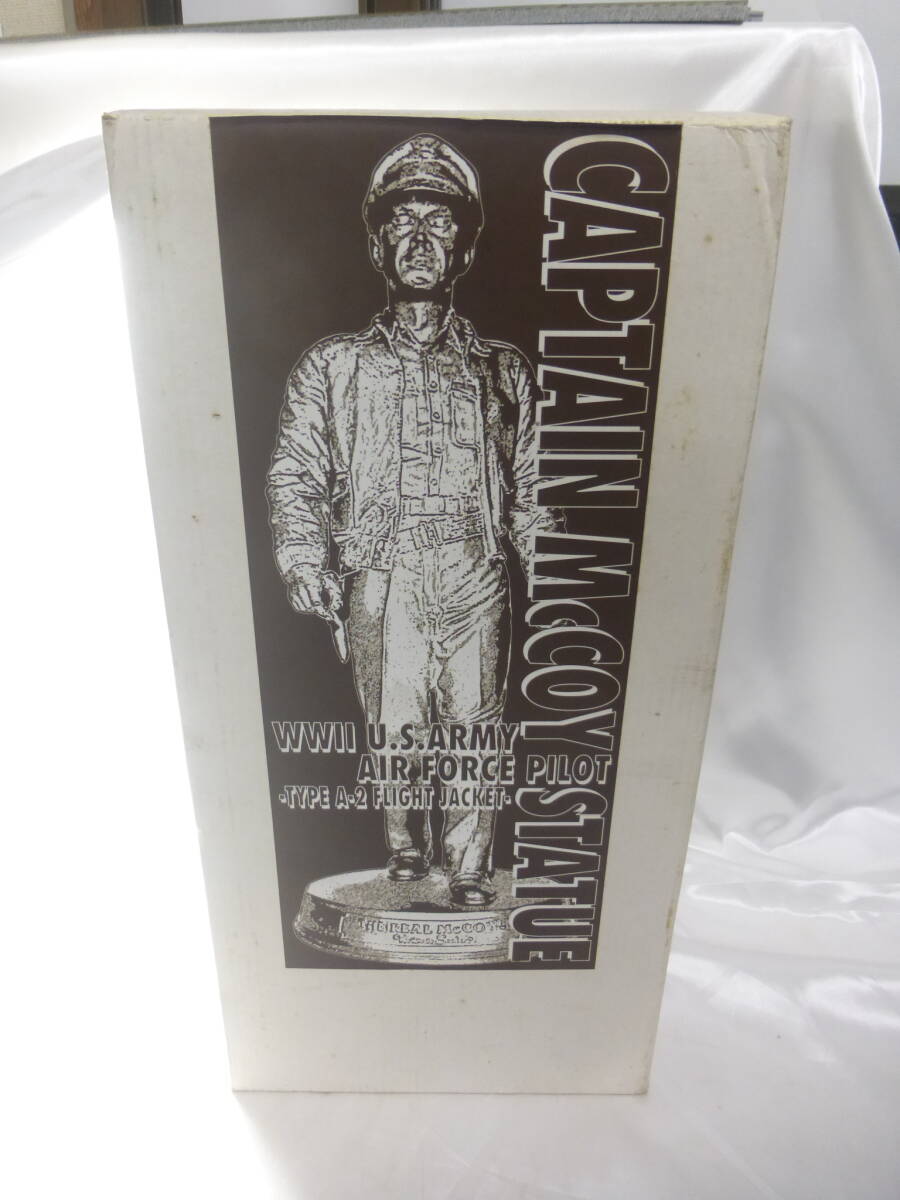 CAPTAIN McCOY STATUE
WWII U.S.ARMY
AIR FORCE PILOT
-TYPE A-2 FLIGHT JACKET-
THE REAL McCOY'S